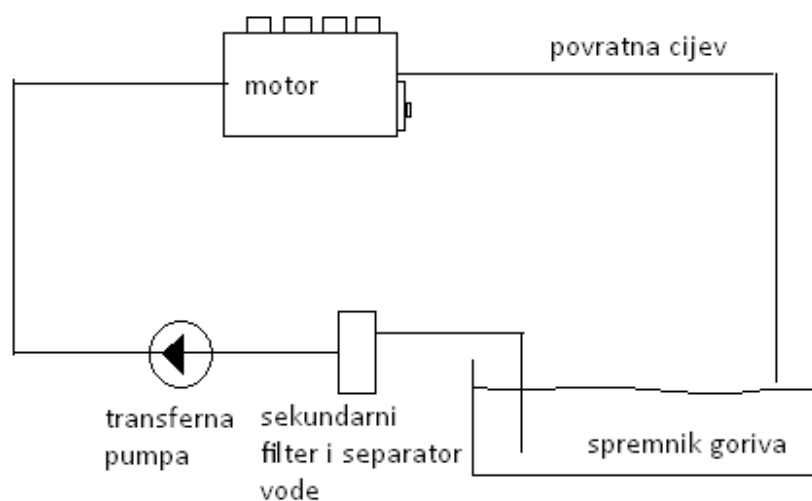 povratna cijev
motor
transferna
pumpa
sekundarni
filter i separator
vode
spremnik goriva